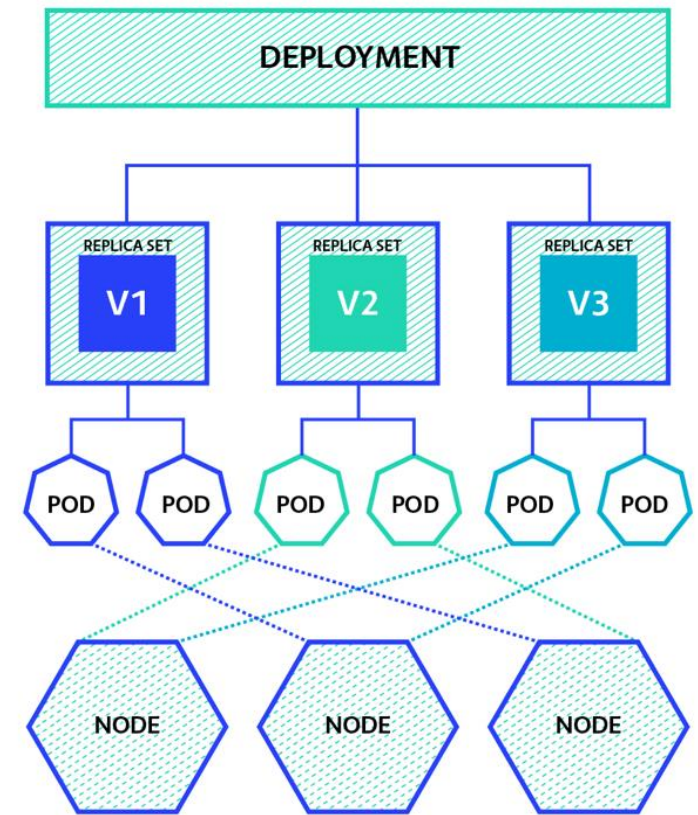 DEPLOYMENT
REPLICA SET
V1
REPLICA SET
V2
REPLICA SET
V3
POD
POD
POD
POD
POD
POD
NODE
NODE
NODE